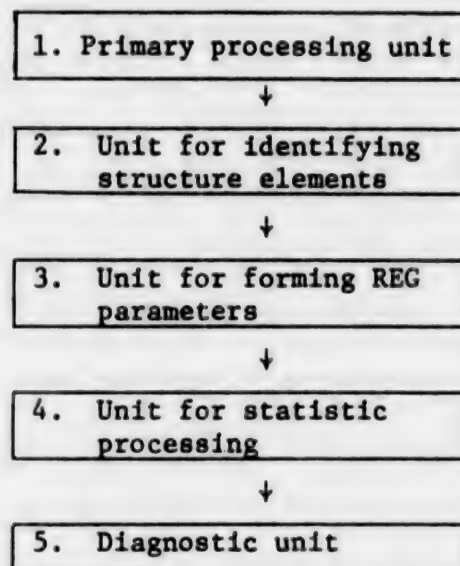 1. Primary processing unit
↓
2. Unit for identifying
structure elements
↓
3. Unit for forming REG
parameters
↓
4. Unit for statistic
processing
↓
5. Diagnostic unit